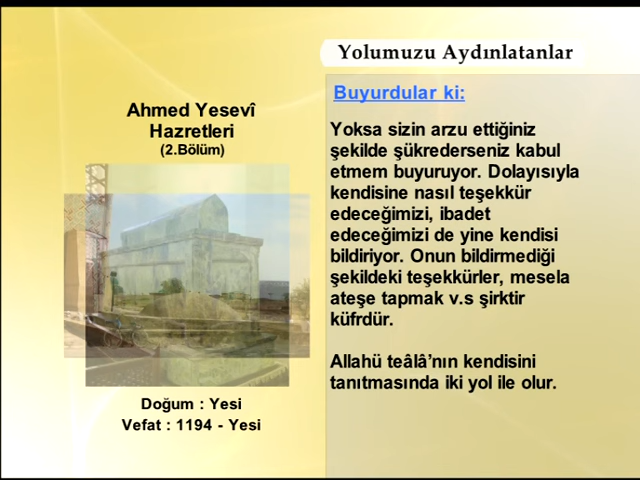 Yolumuzu Aydınlatanlar
Ahmed Yesevî
Hazretleri
(2.Bölüm)
Doğum : Yesi
Vefat : 1194 - Yesi
Buyurdular ki:
Yoksa sizin arzu ettiğiniz
şekilde şükrederseniz kabul
etmem buyuruyor. Dolayısıyla
kendisine nasıl teşekkür
edeceğimizi, ibadet
edeceğimizi de yine kendisi
bildiriyor. Onun bildirmediği
şekildeki teşekkürler, mesela
ateşe tapmak v.s şirktir
küfrdür.
Allahü teâlâ’nın kendisini
tanıtmasında iki yol ile olur.